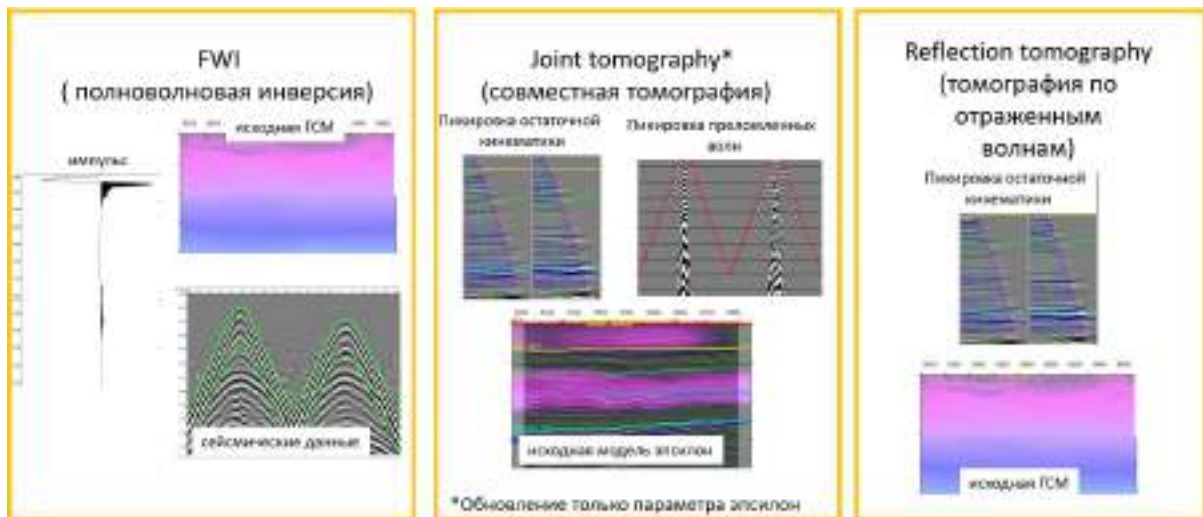 FWI
( полноволновая инверсия)
исходная ГСМ
импульс
сейсмические данные
Joint tomography*
(совместная томография)
Пикировка остаточной
кинематики
Пикировка преломленных
волн
исходная модель эпсилон
*Обновление только параметра эпсилон
Reflection tomography
(томография по
отраженным
волнам)
Пикировка остаточной
кинематики
исходная ГСМ